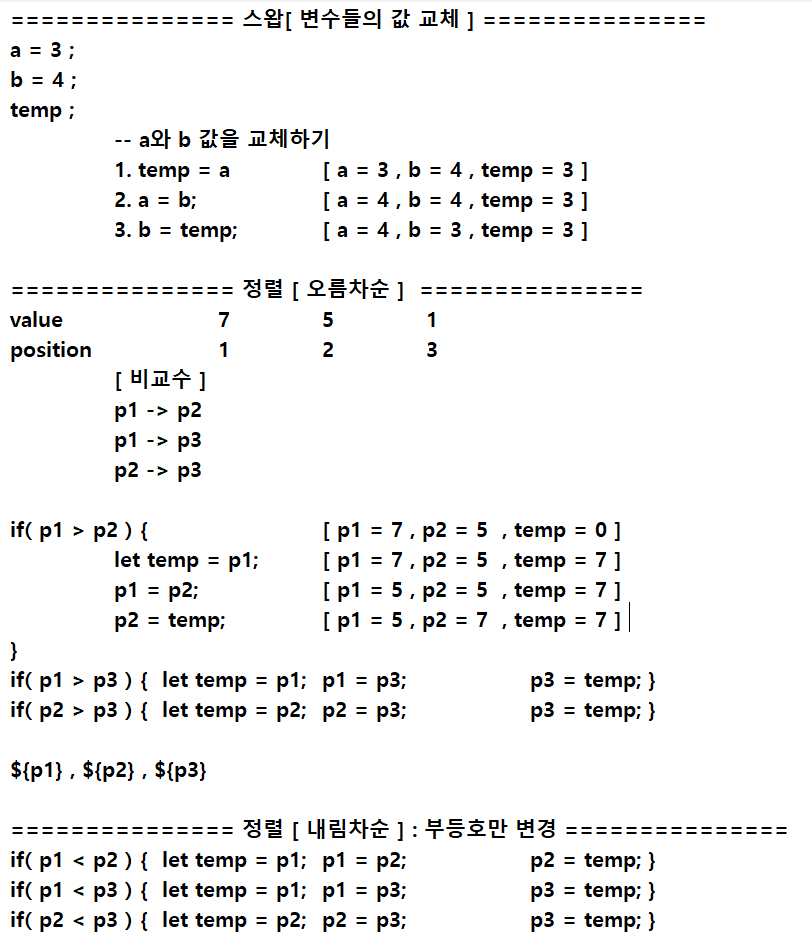 =============== 스왑[ 변수들의 값 교체 ] ===============
a = 3 ;
b = 4 ;
temp ;
-- a와 b 값을 교체하기
1. temp = a [ a = 3 , b = 4 , temp = 3 ]
2. a = b; [ a = 4 , b = 4 , temp = 3 ]
3. b = temp; [ a = 4 , b = 3 , temp = 3 ]
=============== 정렬 [ 오름차순 ] ===============
value 7 5 1
position 1 2 3
[ 비교수 ]
p1 -> p2
p1 -> p3
p2 -> p3
if( p1 > p2 ) { [ p1 = 7 , p2 = 5 , temp = 0 ]
let temp = p1; [ p1 = 7 , p2 = 5 , temp = 7 ]
p1 = p2; [ p1 = 5 , p2 = 5 , temp = 7 ]
p2 = temp; [ p1 = 5 , p2 = 7 , temp = 7 ]
}
if( p1 > p3 ) { let temp = p1; p1 = p3; p3 = temp; }
if( p2 > p3 ) { let temp = p2; p2 = p3; p3 = temp; }
${p1} , ${p2} , ${p3}
=============== 정렬 [ 내림차순 ] : 부등호만 변경 ===============
if( p1 < p2 ) { let temp = p1; p1 = p2; p2 = temp; }
if( p1 < p3 ) { let temp = p1; p1 = p3; p3 = temp; }
if( p2 < p3 ) { let temp = p2; p2 = p3; p3 = temp; }